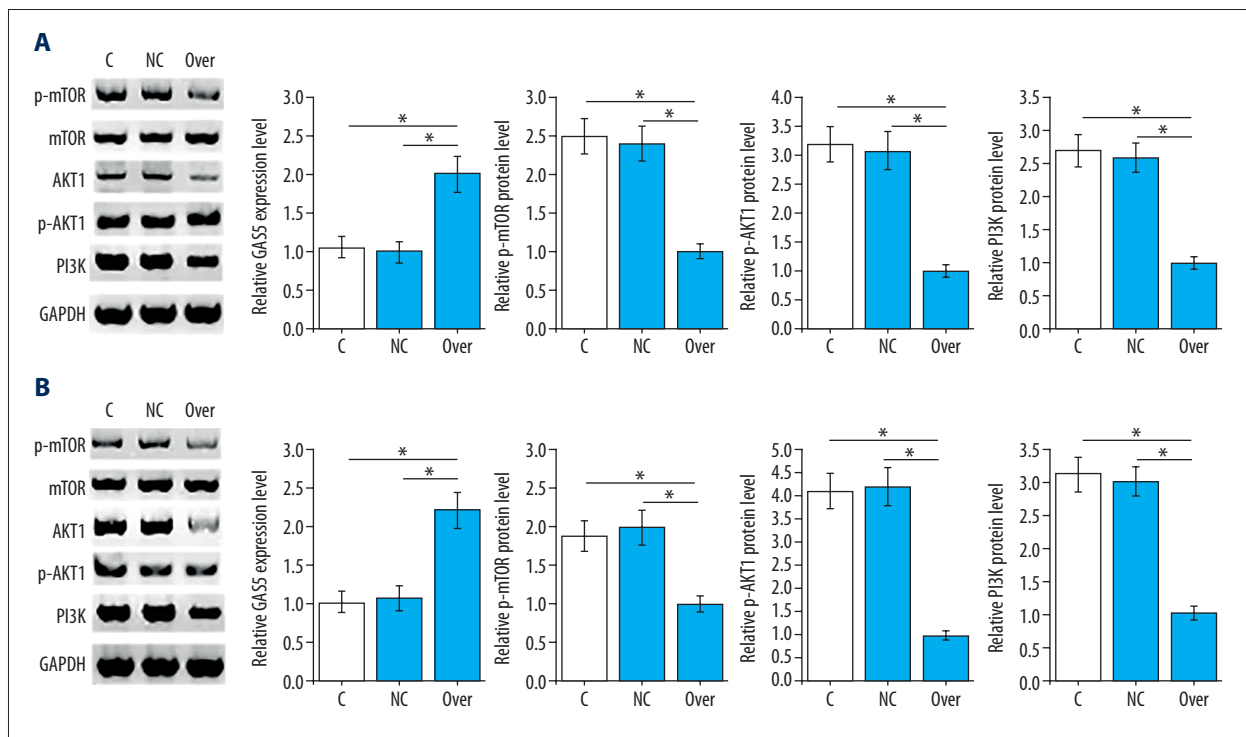 A
C NC Over
p-mTOR
mTOR
AKT1
p-AKT1
PI3K
GAPDH
Relative GAS5 expression level
3.0
2.5
2.0
1.5
1.0
0.5
0.0
* *
C NC Over
Relative p-mTOR protein level
3.0
2.5
2.0
1.5
1.0
0.5
0.0
* *
C NC Over
Relative p-AKT1 protein level
4.0
3.5
3.0
2.5
2.0
1.5
1.0
0.5
0.0
* *
C NC Over
Relative PI3K protein level
3.5
3.0
2.5
2.0
1.5
1.0
0.5
0.0
* *
C NC Over
B
C NC Over
p-mTOR
mTOR
AKT1
p-AKT1
PI3K
GAPDH
Relative GAS5 expression level
3.0
2.5
2.0
1.5
1.0
0.5
0.0
* *
C NC Over
Relative p-mTOR protein level
3.0
2.5
2.0
1.5
1.0
0.5
0.0
* *
C NC Over
Relative p-AKT1 protein level
5.0
4.5
4.0
3.5
3.0
2.5
2.0
1.5
1.0
0.5
0.0
* *
C NC Over
Relative PI3K protein level
3.5
3.0
2.5
2.0
1.5
1.0
0.5
0.0
* *
C NC Over